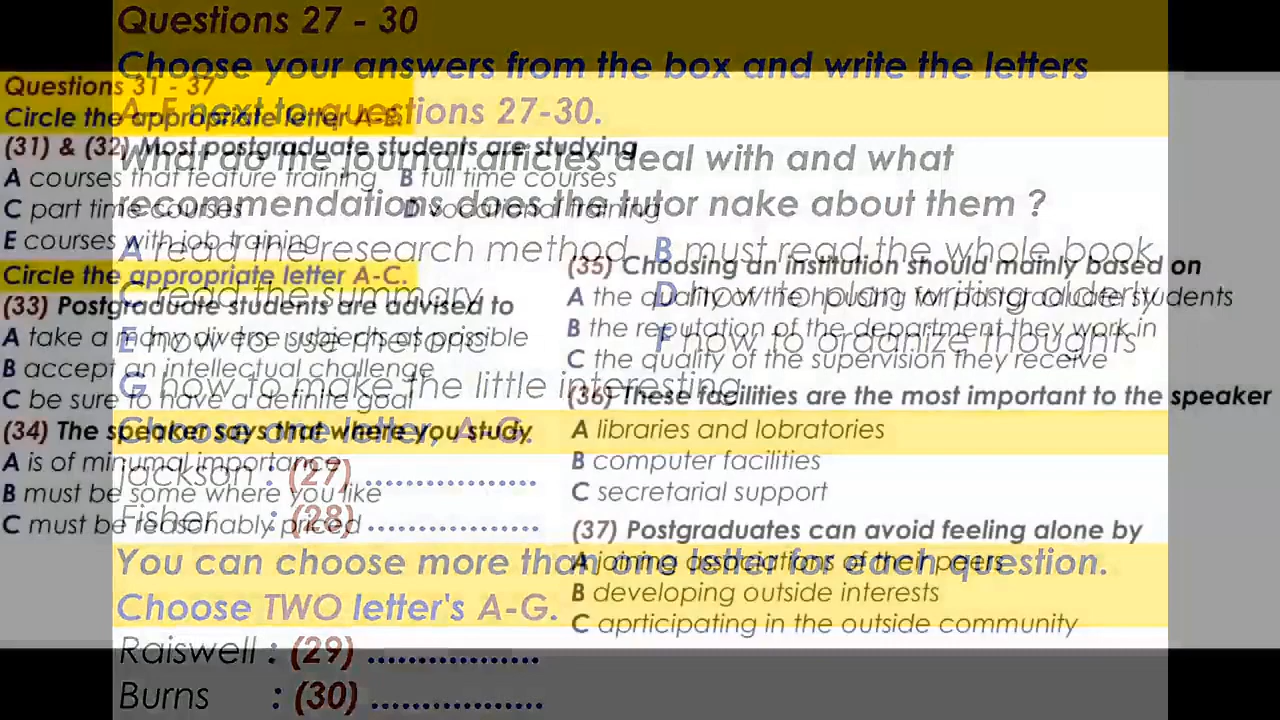 Questions 27 - 30
Choose your answers from the box and write the letters
A - F next to questions 27-30.
What do the journal articles deal with and what
recommendations does the tutor nake about them ?
A read the research method B must read the whole book
C read the summary D how to plan writing alderly
E how to use rhetoric F how to organize thoughts
G how to make the little interesting
Choose one letter, A-G.
Jackson : (27) ..................
Fisher : (28) ..................
You can choose more than one letter for each question.
Choose TWO letter's A-G.
Raiswell : (29) ..................
Burns : (30) ..................
Questions 31 - 37
Circle the appropriate letter A-E.
(31) & (32) Most postgraduate students are studying
A courses that feature training B full time courses
C part time courses D vocational training
E courses with job training
Circle the appropriate letter A-C.
(33) Postgraduate students are advised to
A take a many diverse subjects as possible
B accept an intellectual challenge
C be sure to have a definite goal
(34) The speaker says that where you study
A is of minumal importance
B must be some where you like
C must be reasonably priced
(35) Choosing an institution should mainly based on
A the quality of the housing for postgraduate students
B the reputation of the department they work in
C the quality of the supervision they receive
(36) These facilities are the most important to the speaker
A libraries and lobratories
B computer facilities
C secretarial support
(37) Postgraduates can avoid feeling alone by
A joining associations of their peers
B developing outside interests
C aprticipating in the outside community